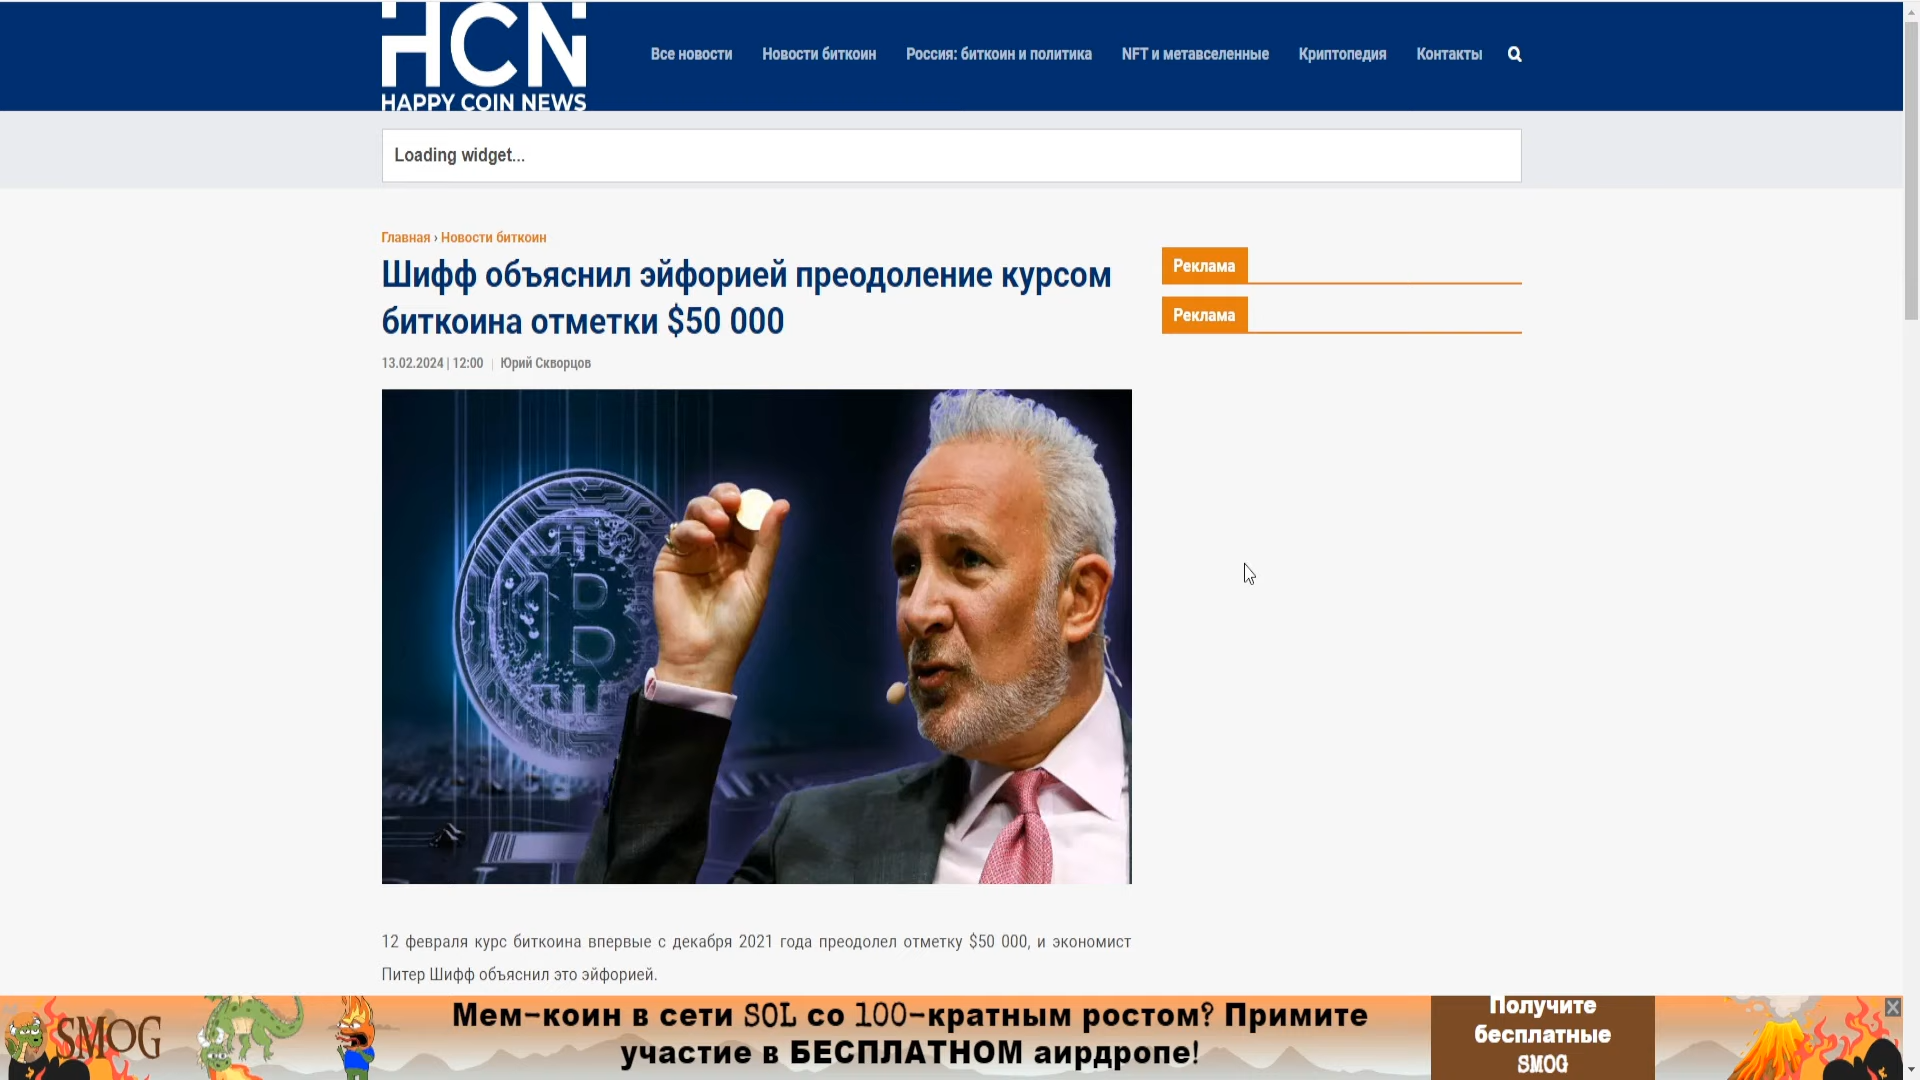 HCN
HAPPY COIN NEWS
Все новости
Новости биткоин
Россия: биткоин и политика
NFT и метавселенные
Криптопедия
Контакты
Loading widget...
Главная › Новости биткоин
Шифф объяснил эйфорией преодоление курсом
биткоина отметки $50 000
13.02.2024 | 12:00 | Юрий Скворцов
Реклама
Реклама
12 февраля курс биткоина впервые с декабря 2021 года преодолел отметку $50 000, и экономист
Питер Шифф объяснил это эйфорией.
SMOG
Мем-коин в сети SOL со 100-кратным ростом? Примите
участие в БЕСПЛАТНОМ аирдропе!
Получите
бесплатные
SMOG